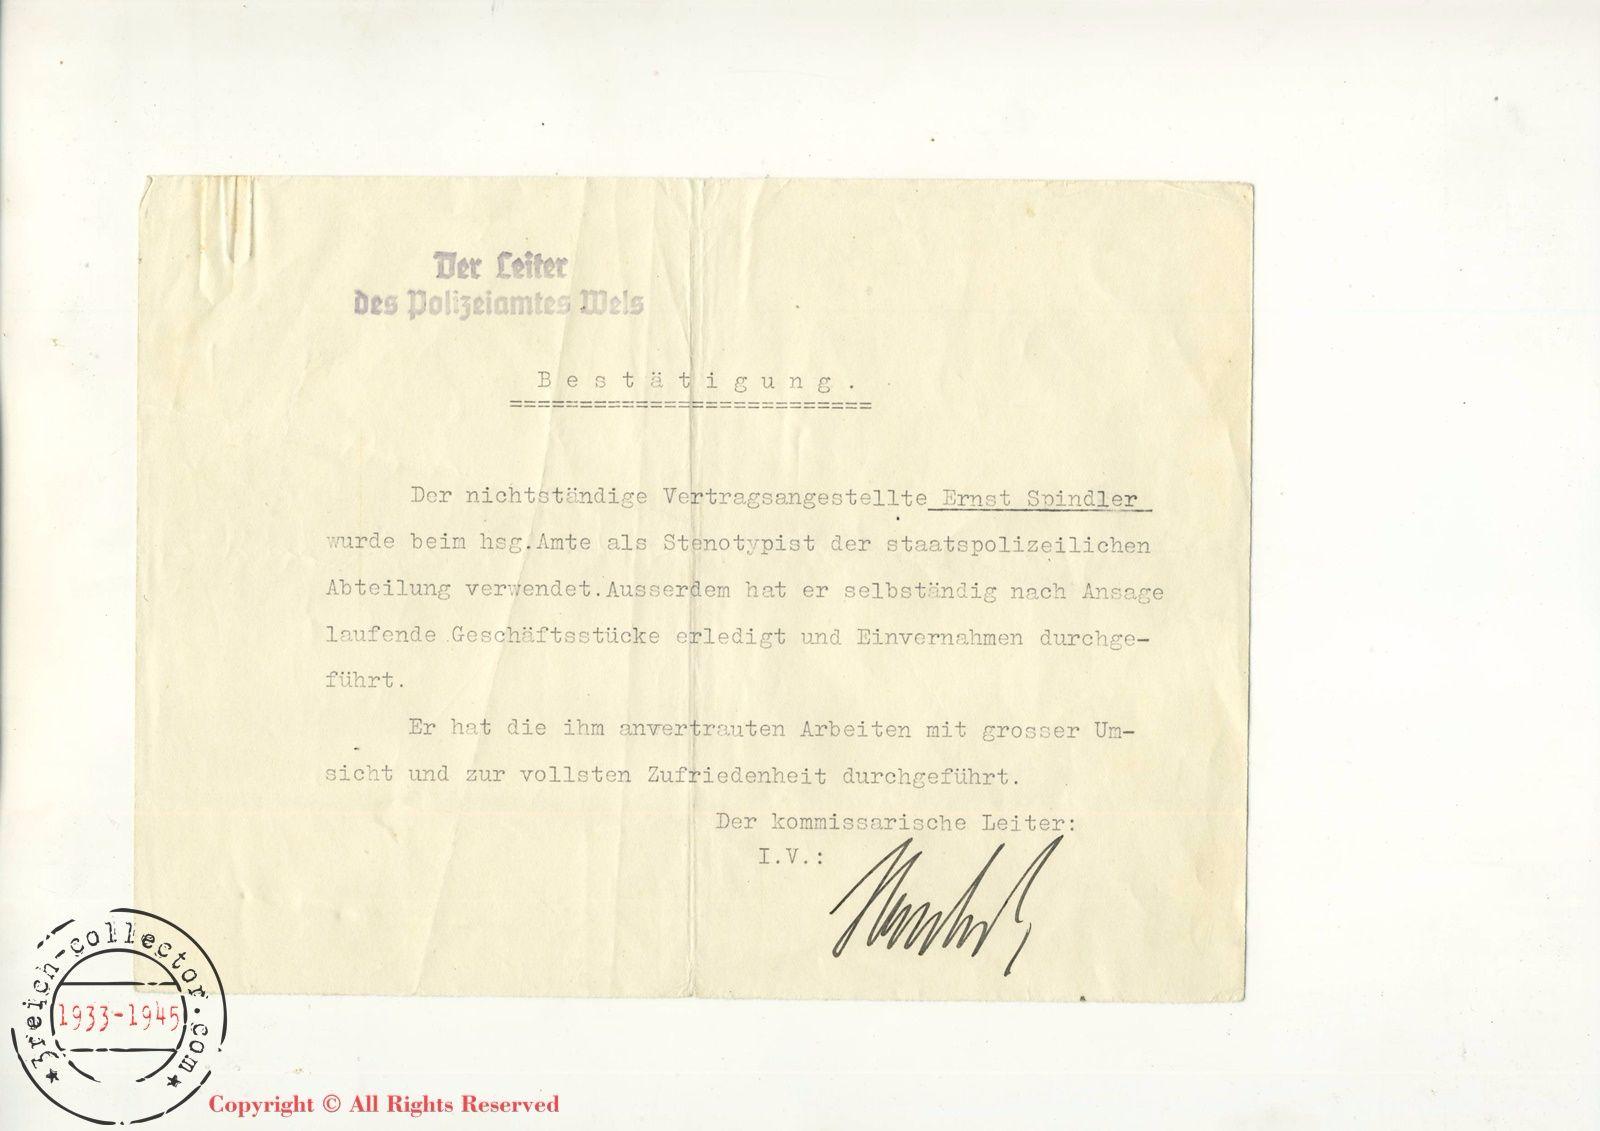 Der Leiter
des Polizeiamtes Wels
Bestätigung.
=========================
Der nichtständige Vertragsangestellte Ernst Spindler
wurde beim hsg.Amte als Stenotypist der staatspolizeilichen
Abteilung verwendet.Ausserdem hat er selbständig nach Ansage
laufende Geschäftsstücke erledigt und Einvernahmen durchge-
führt.
Er hat die ihm anvertrauten Arbeiten mit grosser Um-
sicht und zur vollsten Zufriedenheit durchgeführt.
Der kommissarische Leiter:
I.V.:
3reich-collector.com
1933-1945
Copyright © All Rights Reserved